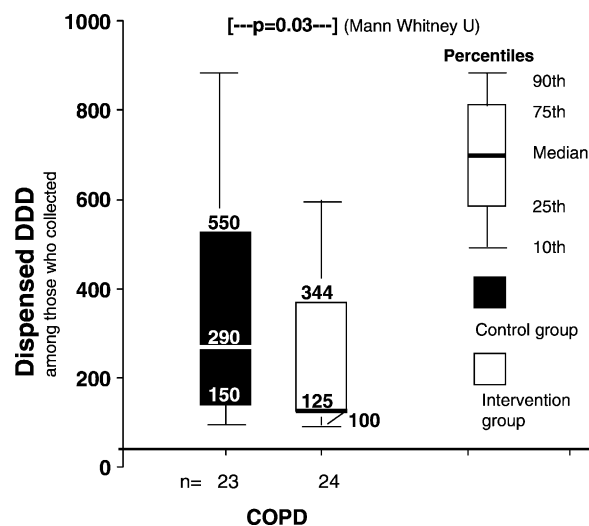 [---p=0.03---] (Mann Whitney U)
Percentiles
90th
75th
Median
25th
10th
Control group
Intervention
group
Dispensed DDD
among those who collected
1000
800
600
400
200
0
550
290
150
344
125
100
n= 23 24
COPD